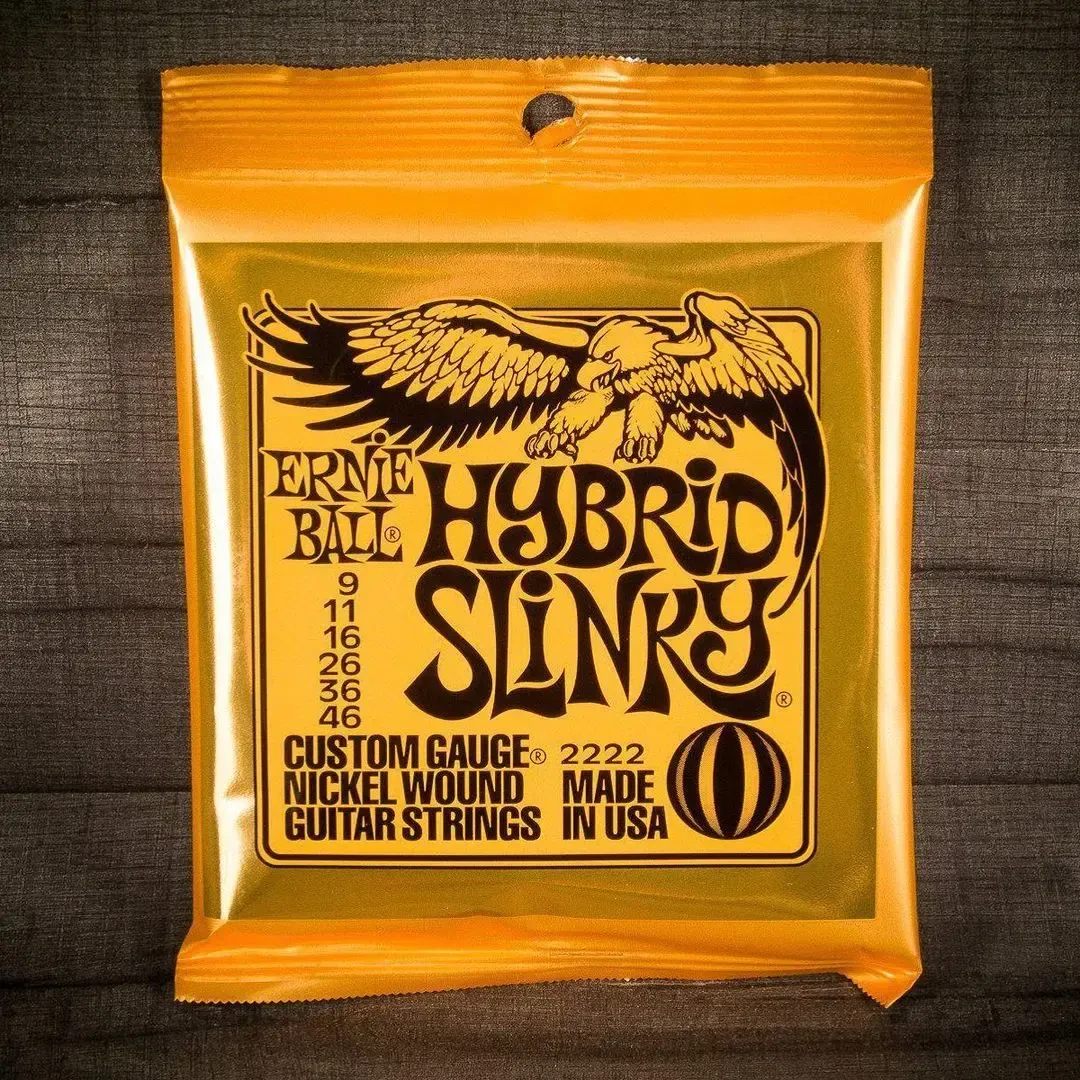 ERNiE
BALL®
HYBRiD
SLiNKY®
9
11
16
26
36
46
CUSTOM GAUGE®
NICKEL WOUND
GUITAR STRINGS
2222
MADE
IN USA